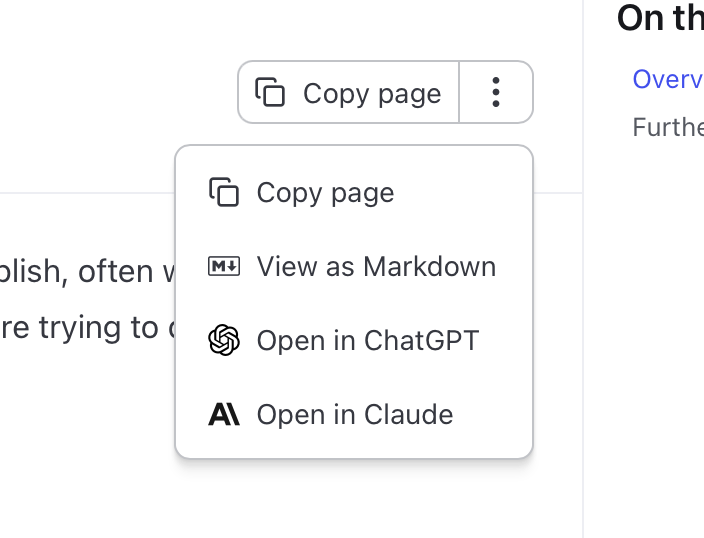 On th
Copy page
Overv
Furthe
Copy page
View as Markdown
Open in ChatGPT
Open in Claude
plish, often
re trying to